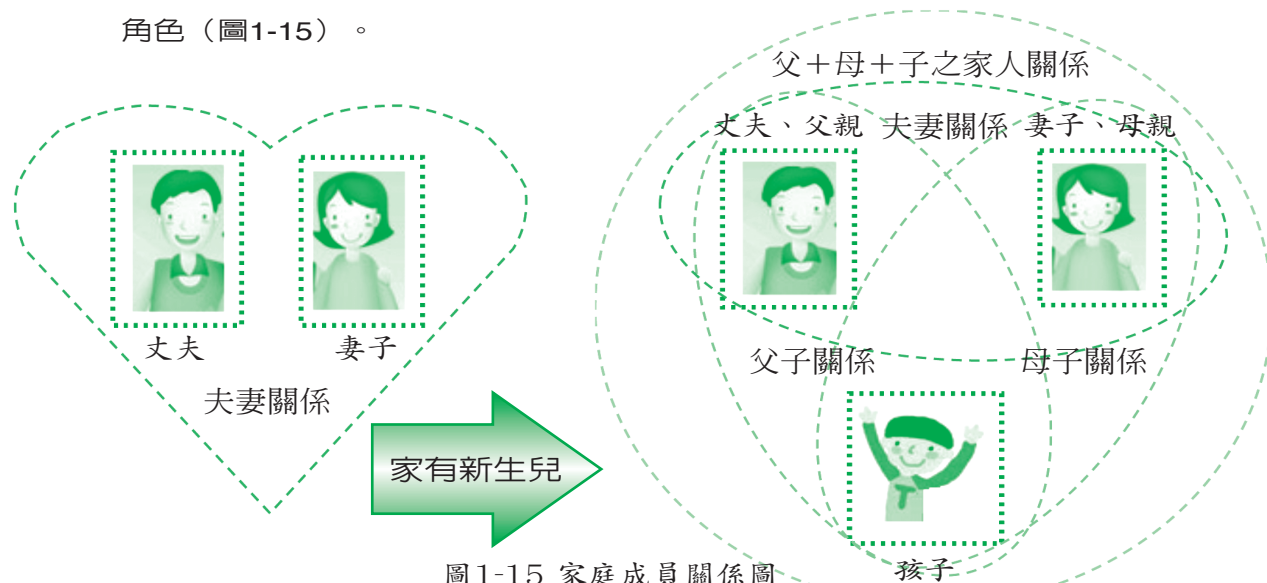 角色（圖1-15）。
丈夫
妻子
夫妻關係
家有新生兒
父＋母＋子之家人關係
丈夫、父親
夫妻關係
妻子、母親
父子關係
母子關係
T
孩子
圖1-15 家庭成員關係圖